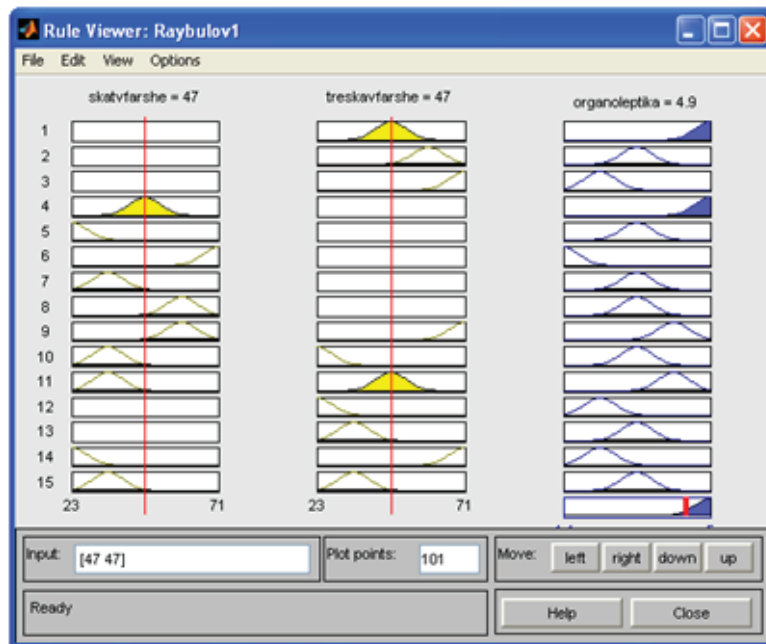 Rule Viewer: Raybulov1
File Edit View Options
skatvfarshe = 47 treskavfarshe = 47 organoleptika = 4.9
1
2
3
4
5
6
7
8
9
10
11
12
13
14
15
23 71 23 71
Input: [47 47] Plot points: 101 Move: left right down up
Ready Help Close